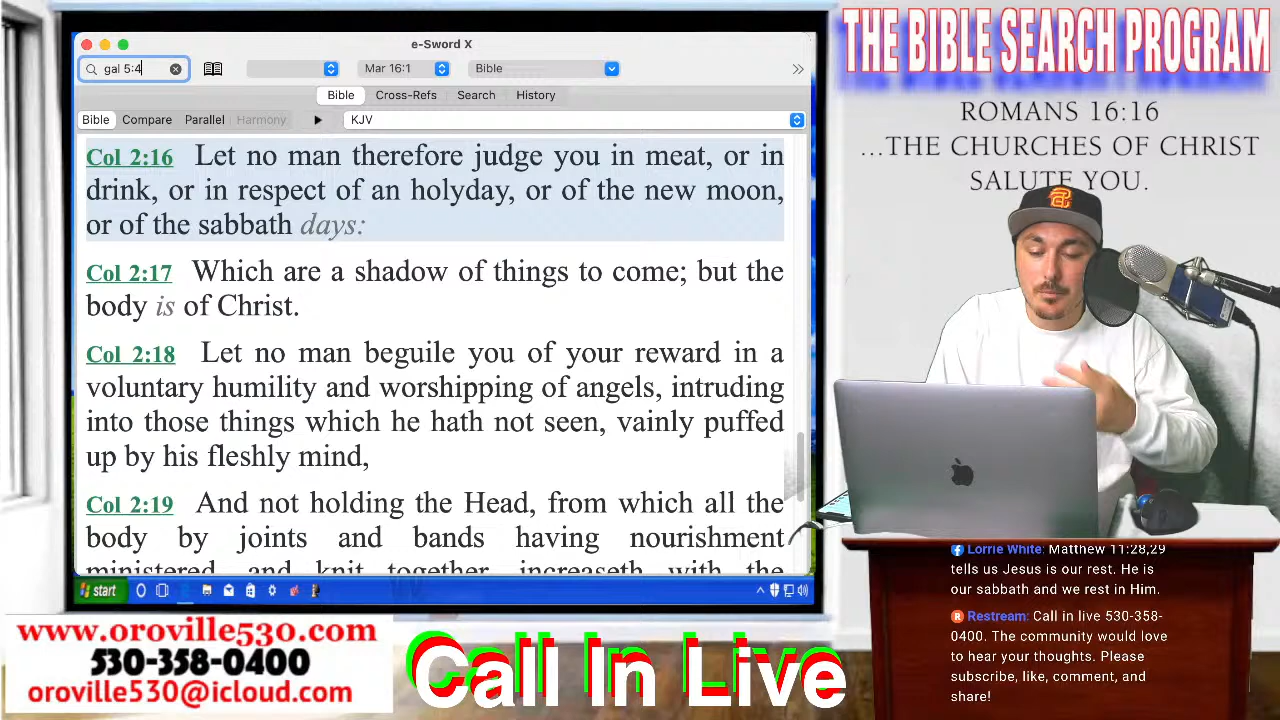 e-Sword X
gal 5:4
Mar 16:1
Bible
Bible
Cross-Refs
Search
History
Bible
Compare
Parallel
Harmony
KJV
Col 2:16 Let no man therefore judge you in meat, or in
drink, or in respect of an holyday, or of the new moon,
or of the sabbath days:
Col 2:17 Which are a shadow of things to come; but the
body is of Christ.
Col 2:18 Let no man beguile you of your reward in a
voluntary humility and worshipping of angels, intruding
into those things which he hath not seen, vainly puffed
up by his fleshly mind,
Col 2:19 And not holding the Head, from which all the
body by joints and bands having nourishment
ministered, and knit together, increaseth with the
start
THE BIBLE SEARCH PROGRAM
ROMANS 16:16
...THE CHURCHES OF CHRIST
SALUTE YOU.
Lorrie White: Matthew 11:28,29
tells us Jesus is our rest. He is
our sabbath and we rest in Him.
Restream: Call in live 530-358-
0400. The community would love
to hear your thoughts. Please
subscribe, like, comment, and
share!
www.oroville530.com
530-358-0400
oroville530@icloud.com
Call In Live